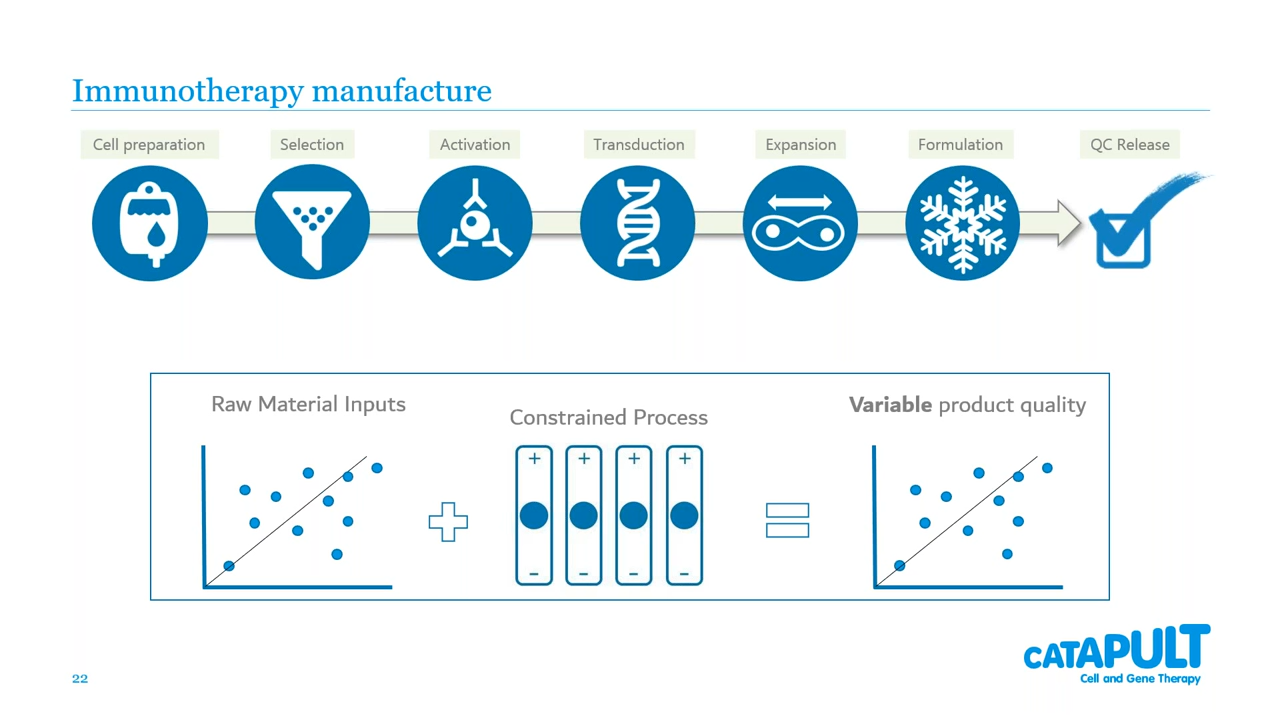 Immunotherapy manufacture
Cell preparation
Selection
Activation
Transduction
Expansion
Formulation
QC Release
Raw Material Inputs
Constrained Process
Variable product quality
+ + + +
– – – –
CATAPULT
Cell and Gene Therapy
22